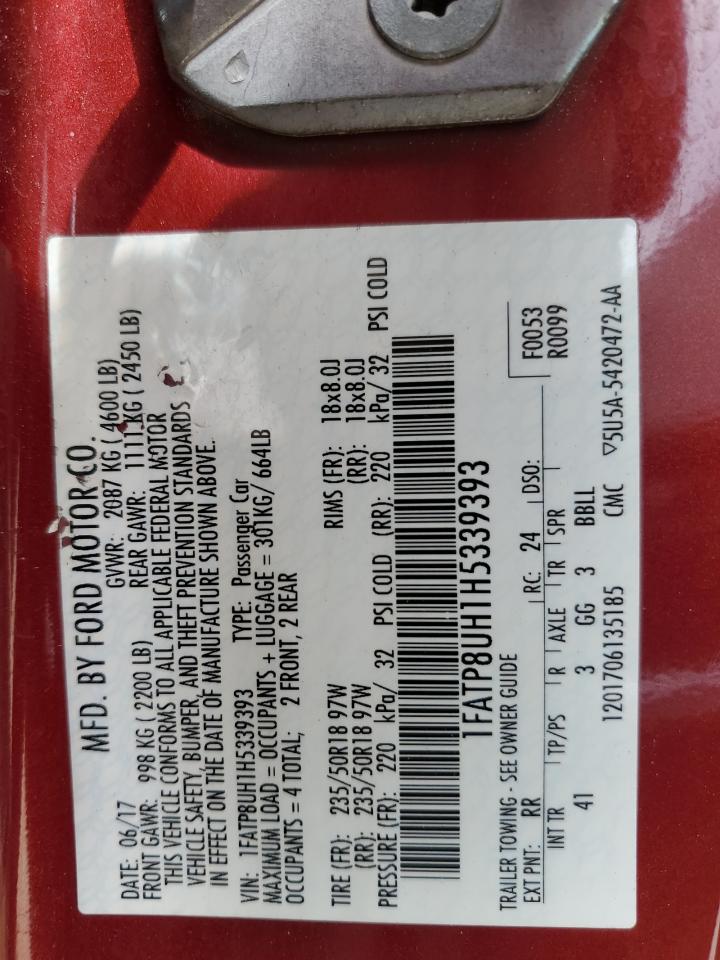 MFD. BY FORD MOTOR CO.
DATE: 06/17 GVWR: 2087 KG ( 4600 LB)
FRONT GAWR: 998 KG ( 2200 LB) REAR GAWR: 1111 KG ( 2450 LB)
THIS VEHICLE CONFORMS TO ALL APPLICABLE FEDERAL MOTOR
VEHICLE SAFETY, BUMPER, AND THEFT PREVENTION STANDARDS
IN EFFECT ON THE DATE OF MANUFACTURE SHOWN ABOVE.
VIN: 1FATP8UH1H5339393 TYPE: Passenger Car
MAXIMUM LOAD = OCCUPANTS + LUGGAGE = 301KG/ 664LB
OCCUPANTS = 4 TOTAL; 2 FRONT, 2 REAR
TIRE (FR): 235/50R18 97W RIMS (FR): 18x8.0J
(RR): 235/50R18 97W (RR): 18x8.0J
PRESSURE (FR): 220 kPa/ 32 PSI COLD (RR): 220 kPa/ 32 PSI COLD
1FATP8UH1H5339393
TRAILER TOWING - SEE OWNER GUIDE
F0053
EXT PNT: RR RC: 24 DSO: R0099
INT TR TP/PS R AXLE TR SPR
41 3 GG 3 BBLL
1201706135185 CMC ▽5U5A-5420472-AA